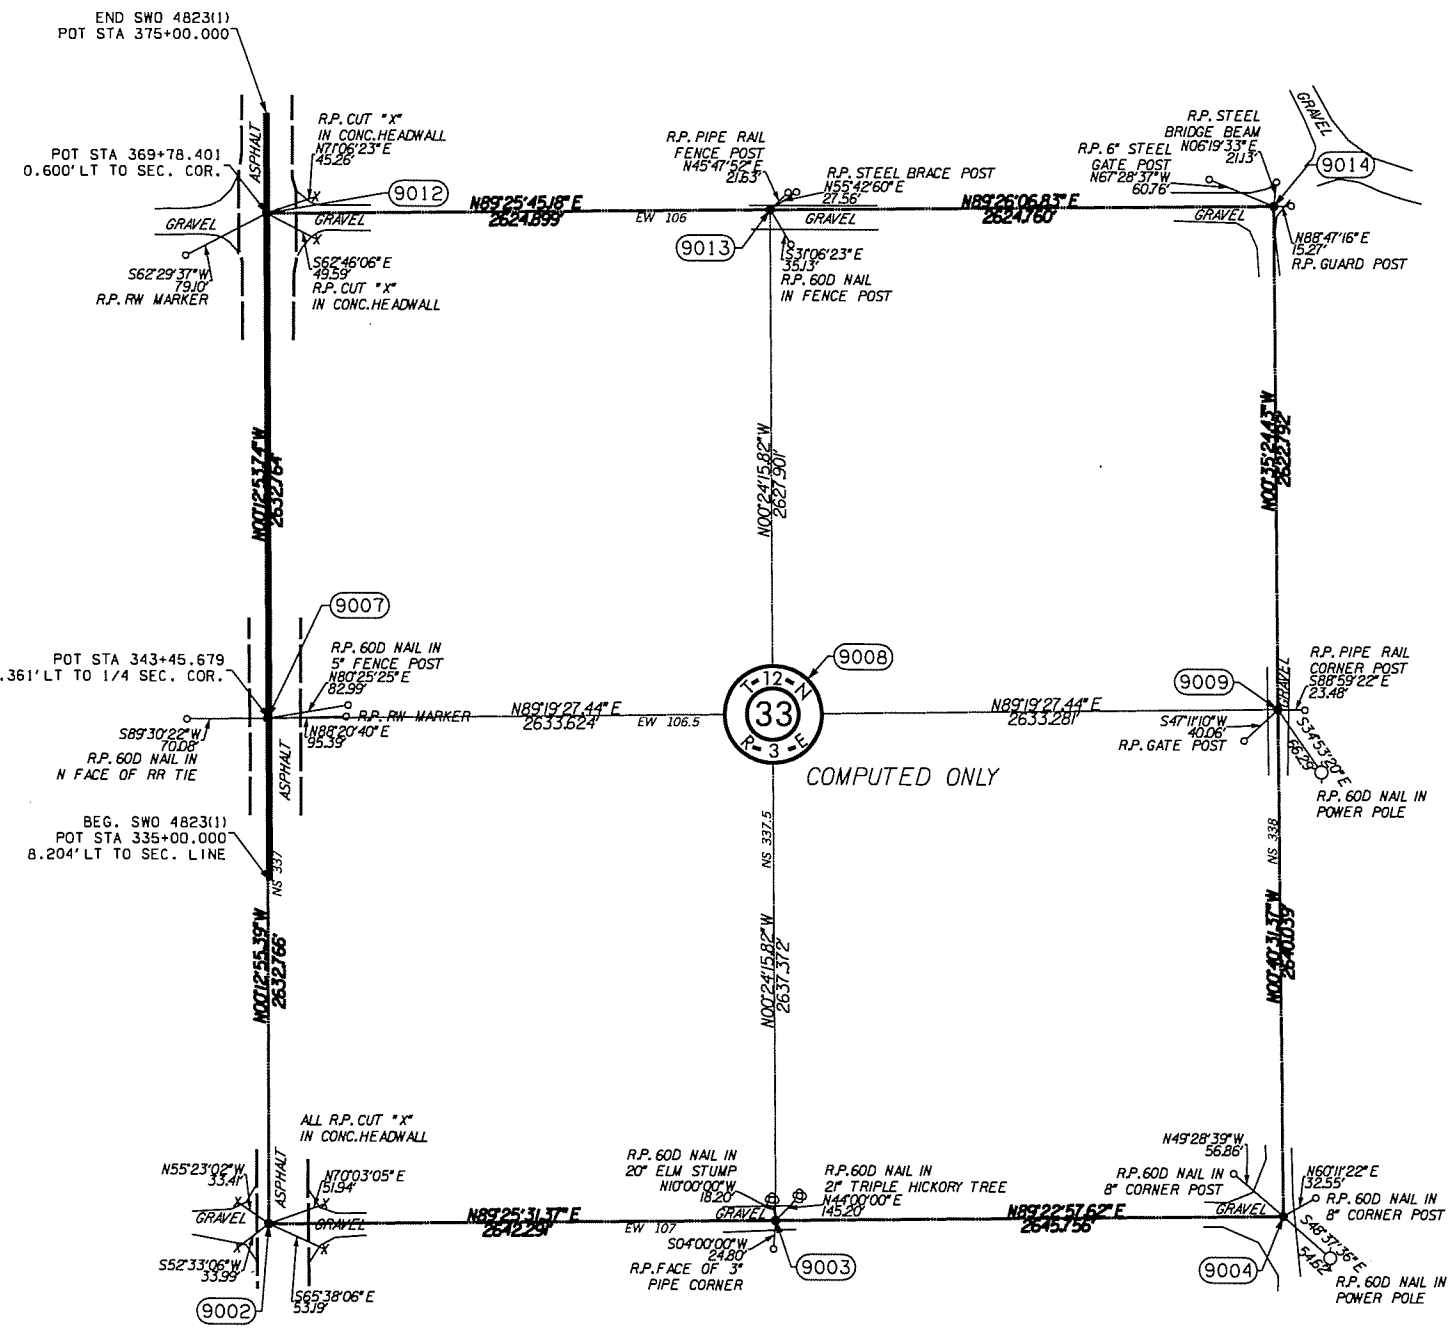 END SWO 4823(1)
POT STA 375+00.000
ASPHALT
R.P. CUT "X"
IN CONC.HEADWALL
N71°06'23"E
45.26'
POT STA 369+78.401
0.600' LT TO SEC. COR.
9012
GRAVEL
GRAVEL
S62°29'37"W
79.10'
R.P. RW MARKER
S62°46'06"E
49.59'
R.P. CUT "X"
IN CONC.HEADWALL
N89°25'45.18"E
2624.899'
EW 106
R.P. PIPE RAIL
FENCE POST
N45°47'52"E
21.63'
R.P. STEEL BRACE POST
N55°42'60"E
27.56'
GRAVEL
9013
S31°06'23"E
35.13'
R.P. 60D NAIL
IN FENCE POST
N89°26'06.83"E
2624.760'
R.P. STEEL
BRIDGE BEAM
N06°19'33"E
21.13'
R.P. 6" STEEL
GATE POST
N67°28'37"W
60.76'
GRAVEL
9014
GRAVEL
N88°47'16"E
15.27'
R.P. GUARD POST
N00°12'53.74"W
2632.764'
N00°24'15.82"W
2627.901'
N00°35'24.43"W
2622.792'
9007
R.P. 60D NAIL IN
5" FENCE POST
N80°25'25"E
82.99'
POT STA 343+45.679
.361' LT TO 1/4 SEC. COR.
R.P. RW MARKER
N88°20'40"E
95.39'
S89°30'22"W
70.08'
R.P. 60D NAIL IN
N FACE OF RR TIE
ASPHALT
N89°19'27.44"E
2633.624'
EW 106.5
9008
T-12-N
33
R-3-E
COMPUTED ONLY
N89°19'27.44"E
2633.281'
9009
GRAVEL
R.P. PIPE RAIL
CORNER POST
S88°59'22"E
23.48'
S47°11'10"W
40.06'
R.P. GATE POST
S34°53'20"E
66.29'
R.P. 60D NAIL IN
POWER POLE
BEG. SWO 4823(1)
POT STA 335+00.000
8.204' LT TO SEC. LINE
NS 337
NS 337.5
NS 338
N00°12'55.39"W
2632.766'
N00°24'15.82"W
2637.372'
N00°40'31.37"W
2640.039'
ALL R.P. CUT "X"
IN CONC.HEADWALL
ASPHALT
N55°23'02"W
33.41'
N70°03'05"E
51.94'
GRAVEL
GRAVEL
S52°33'06"W
33.99'
S65°38'06"E
53.19'
9002
N89°25'31.37"E
2642.291'
EW 107
R.P. 60D NAIL IN
20" ELM STUMP
N10°00'00"W
18.20'
R.P. 60D NAIL IN
21" TRIPLE HICKORY TREE
N44°00'00"E
145.20'
GRAVEL
S04°00'00"W
24.80'
R.P. FACE OF 3"
PIPE CORNER
9003
N89°22'57.62"E
2645.756'
N49°28'39"W
56.86'
R.P. 60D NAIL IN
8" CORNER POST
GRAVEL
N60°11'22"E
32.55'
R.P. 60D NAIL IN
8" CORNER POST
S48°37'36"E
54.62'
R.P. 60D NAIL IN
POWER POLE
9004